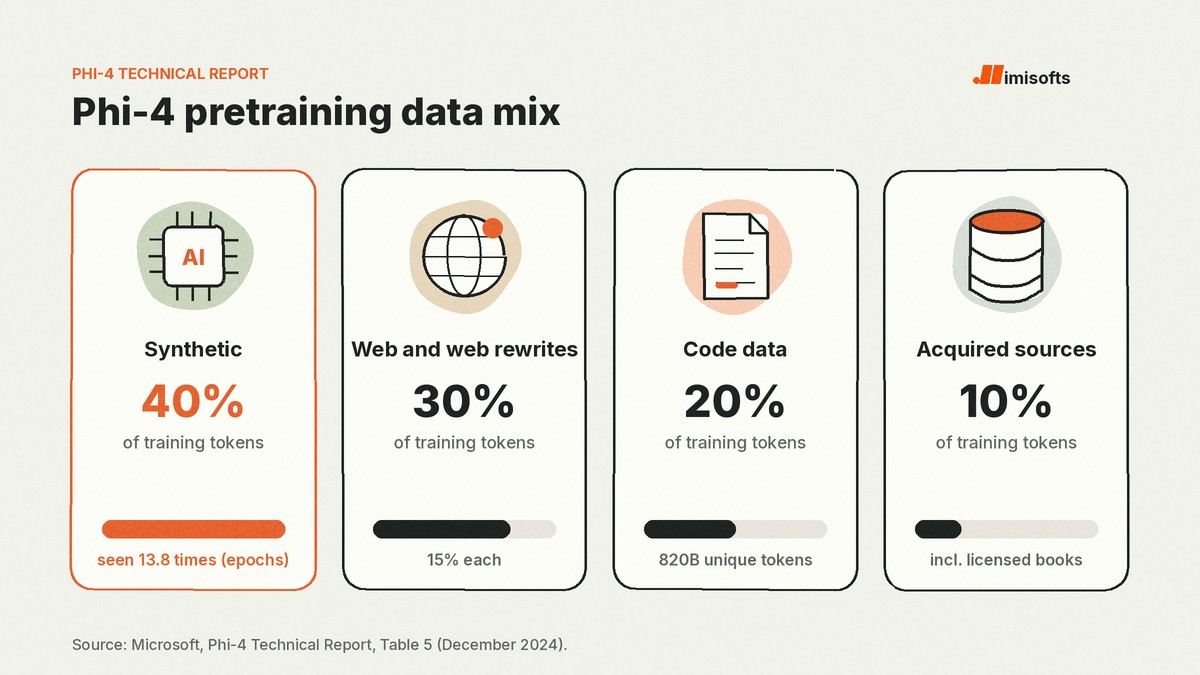 PHI-4 TECHNICAL REPORT
imisofts
Phi-4 pretraining data mix
AI
Synthetic
40%
of training tokens
seen 13.8 times (epochs)
Web and web rewrites
30%
of training tokens
15% each
Code data
20%
of training tokens
820B unique tokens
Acquired sources
10%
of training tokens
incl. licensed books
Source: Microsoft, Phi-4 Technical Report, Table 5 (December 2024).